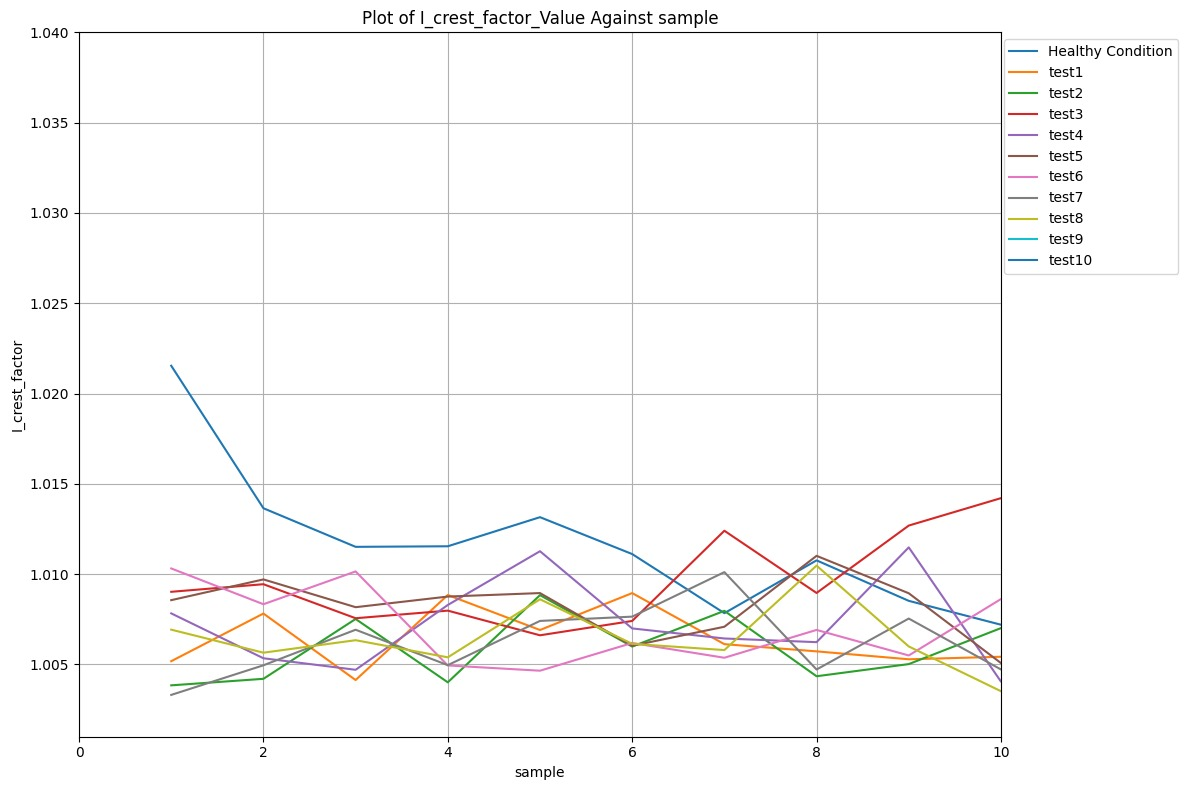 Plot of I_crest_factor_Value Against sample
1.040
1.035
1.030
1.025
1.020
1.015
1.010
1.005
I_crest_factor
0 2 4 6 8 10
sample
Healthy Condition
test1
test2
test3
test4
test5
test6
test7
test8
test9
test10